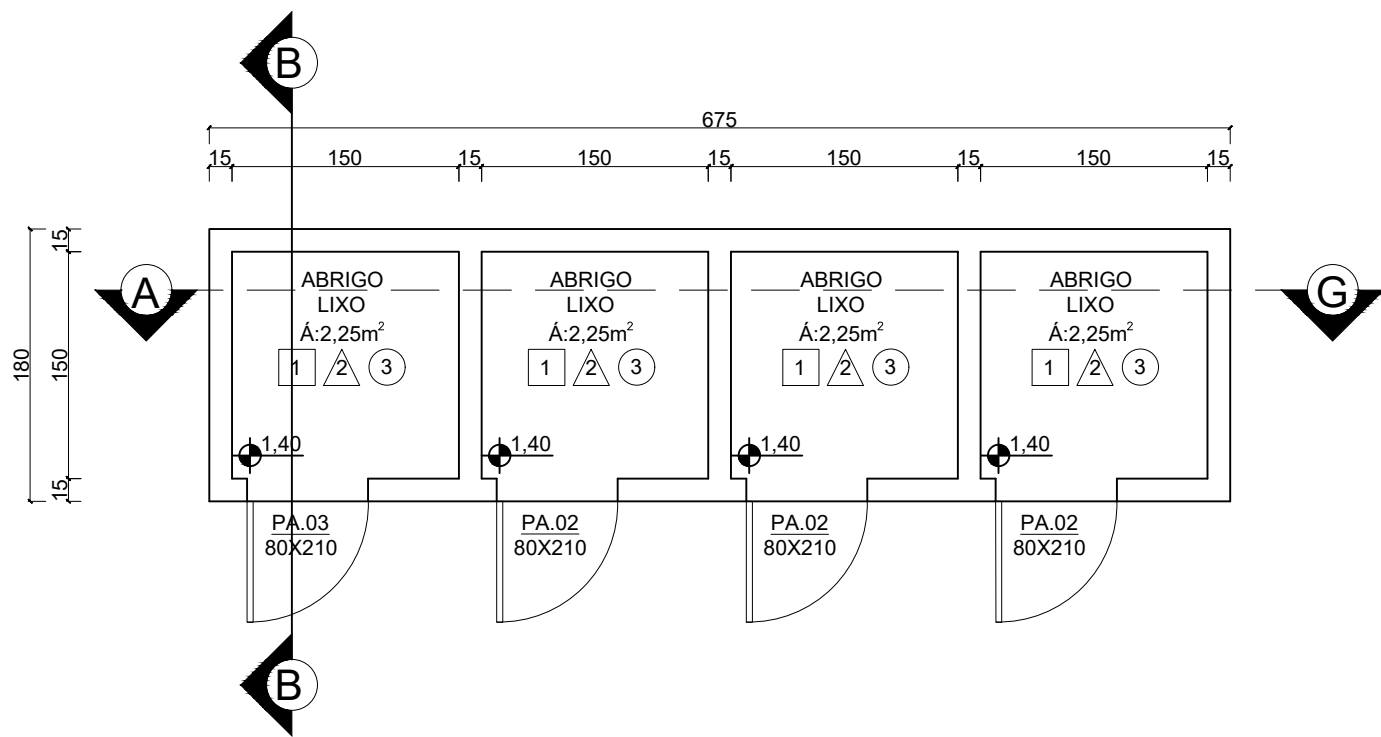 B
675
15 150 15 150 15 150 15 150 15
180
15
150
15
A
G
ABRIGO
LIXO
Á:2,25m²
1 2 3
1,40
ABRIGO
LIXO
Á:2,25m²
1 2 3
1,40
ABRIGO
LIXO
Á:2,25m²
1 2 3
1,40
ABRIGO
LIXO
Á:2,25m²
1 2 3
1,40
PA.03
80X210
PA.02
80X210
PA.02
80X210
PA.02
80X210
B